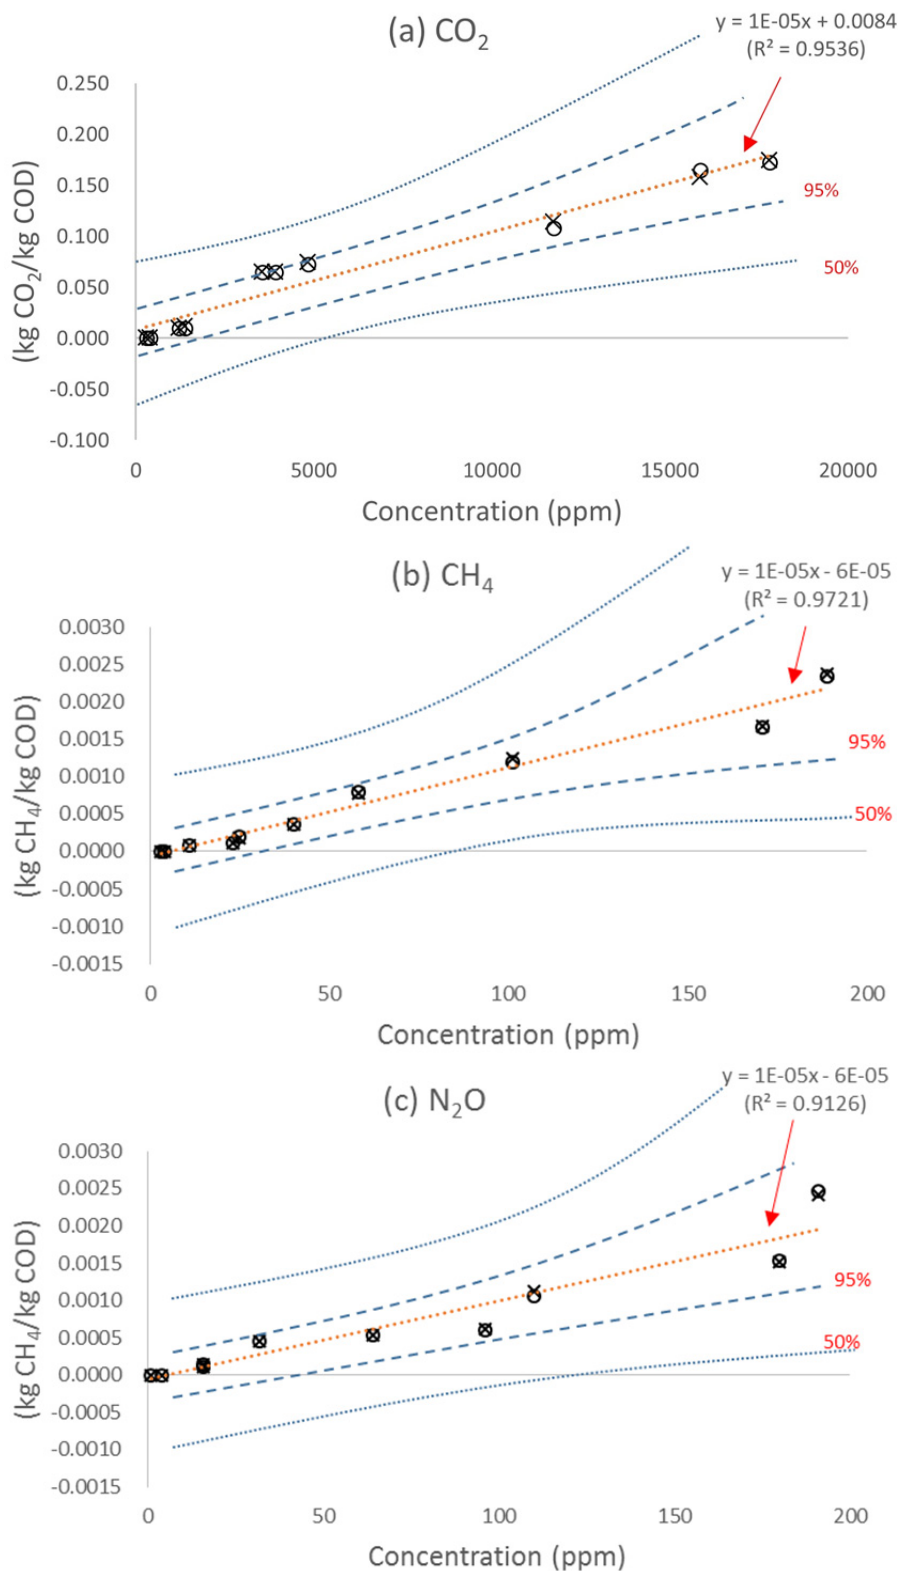 (a) CO₂
y = 1E-05x + 0.0084
(R² = 0.9536)
(kg CO₂/kg COD)
0.250
0.200
0.150
0.100
0.050
0.000
-0.050
-0.100
95%
50%
0 5000 10000 15000 20000
Concentration (ppm)
(b) CH₄
y = 1E-05x - 6E-05
(R² = 0.9721)
(kg CH₄/kg COD)
0.0030
0.0025
0.0020
0.0015
0.0010
0.0005
0.0000
-0.0005
-0.0010
-0.0015
95%
50%
0 50 100 150 200
Concentration (ppm)
(c) N₂O
y = 1E-05x - 6E-05
(R² = 0.9126)
(kg CH₄/kg COD)
0.0030
0.0025
0.0020
0.0015
0.0010
0.0005
0.0000
-0.0005
-0.0010
-0.0015
95%
50%
0 50 100 150 200
Concentration (ppm)